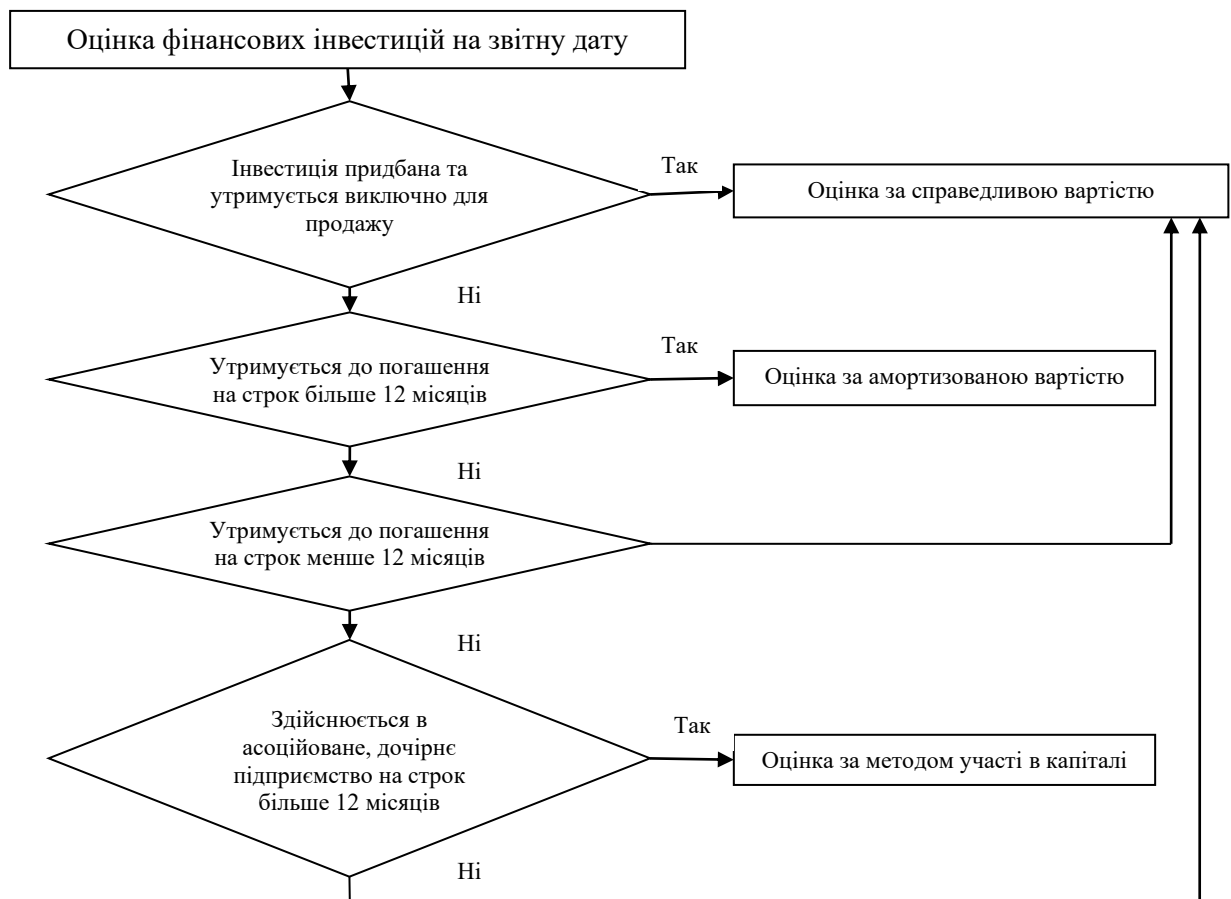 Оцінка фінансових інвестицій на звітну дату
Інвестиція придбана та
утримується виключно для
продажу
Так
Оцінка за справедливою вартістю
Ні
Утримується до погашення
на строк більше 12 місяців
Так
Оцінка за амортизованою вартістю
Ні
Утримується до погашення
на строк менше 12 місяців
Ні
Здійснюється в
асоційоване, дочірнє
підприємство на строк
більше 12 місяців
Так
Оцінка за методом участі в капіталі
Ні